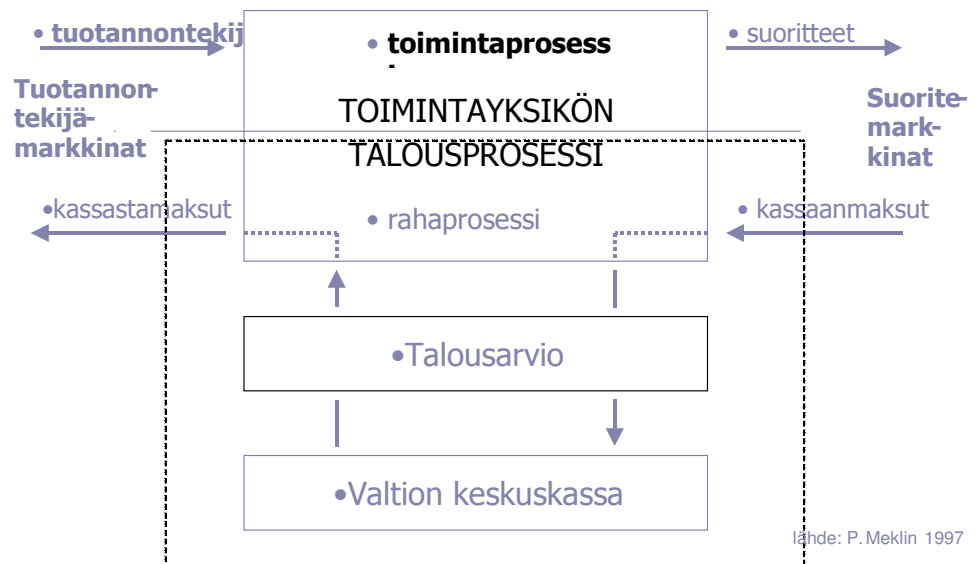 • tuotannontekij
• toimintaprosess
• suoritteet
Tuotannon-
tekijä-
markkinat
TOIMINTAYKSIKÖN
TALOUSPROSESSI
Suorite-
mark-
kinat
•kassastamaksut
• rahaprosessi
• kassaanmaksut
•Talousarvio
•Valtion keskuskassa
lähde: P. Meklin 1997